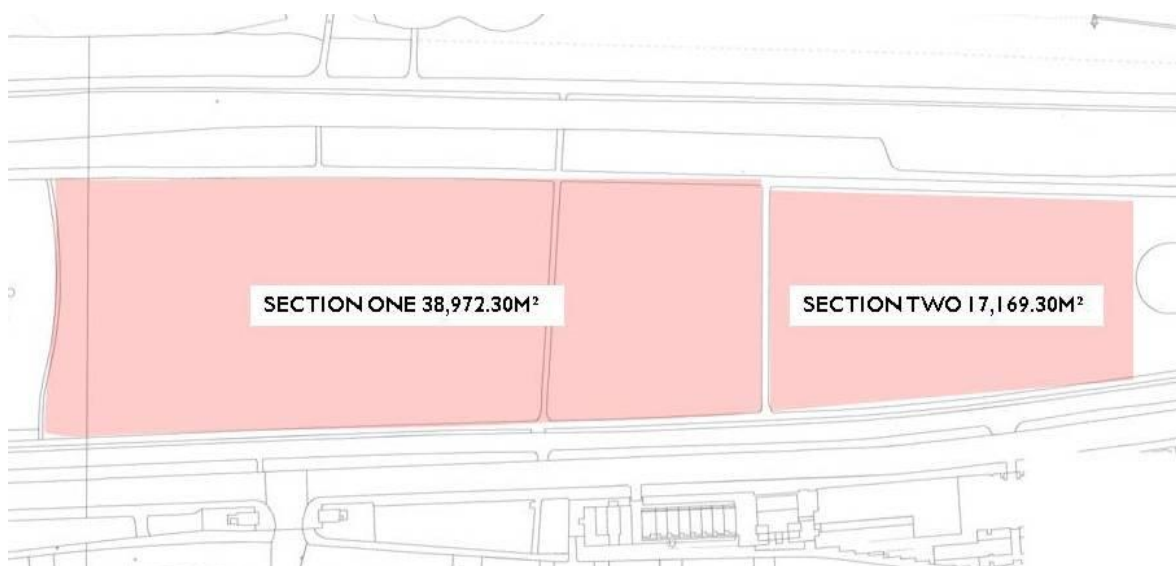 SECTION ONE 38,972.30M²
SECTION TWO 17,169.30M²